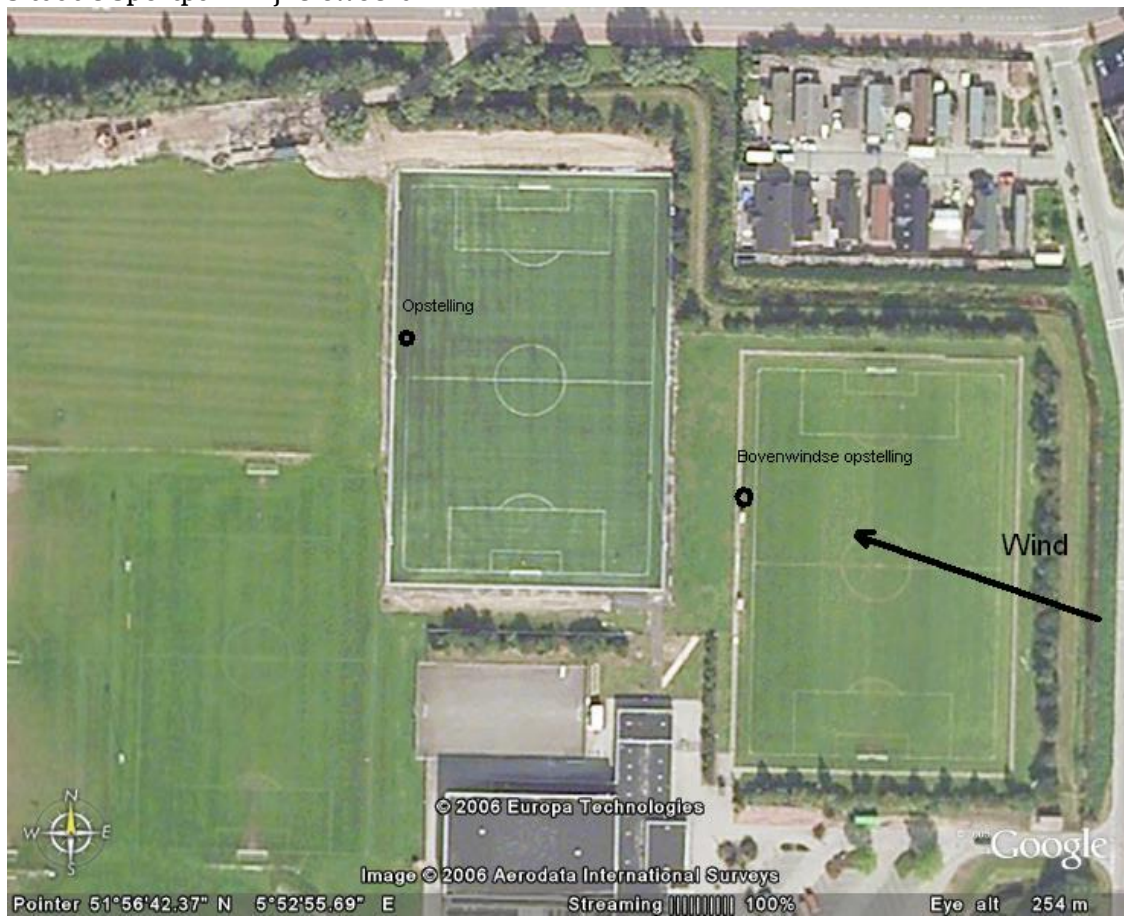 Opstelling
Bovenwindse opstelling
Wind
N
W E
S
© 2006 Europa Technologies
Google
Image © 2006 Aerodata International Surveys
Pointer 51°56'42.37" N 5°52'55.69" E Streaming |||||||||| 100% Eye alt 254 m